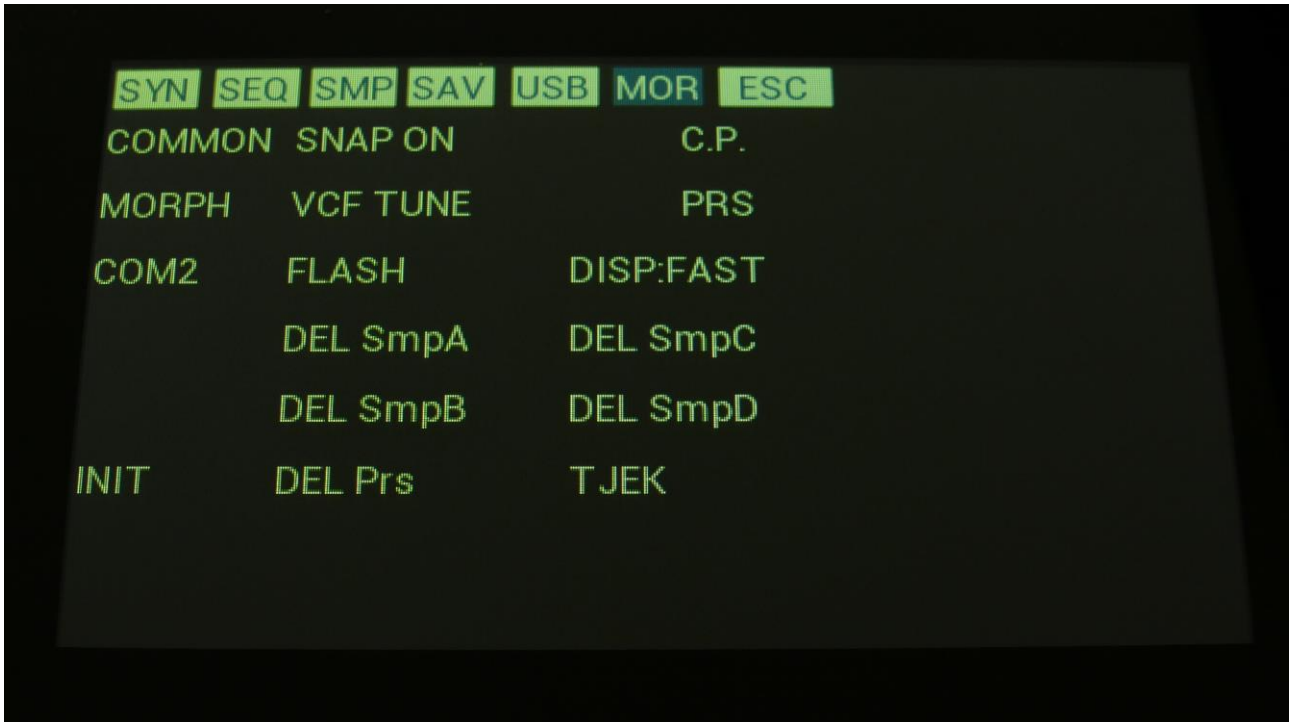 SYN SEQ SMP SAV USB MOR ESC
COMMON SNAP ON C.P.
MORPH VCF TUNE PRS
COM2 FLASH DISP:FAST
DEL SmpA DEL SmpC
DEL SmpB DEL SmpD
INIT DEL Prs TJEK